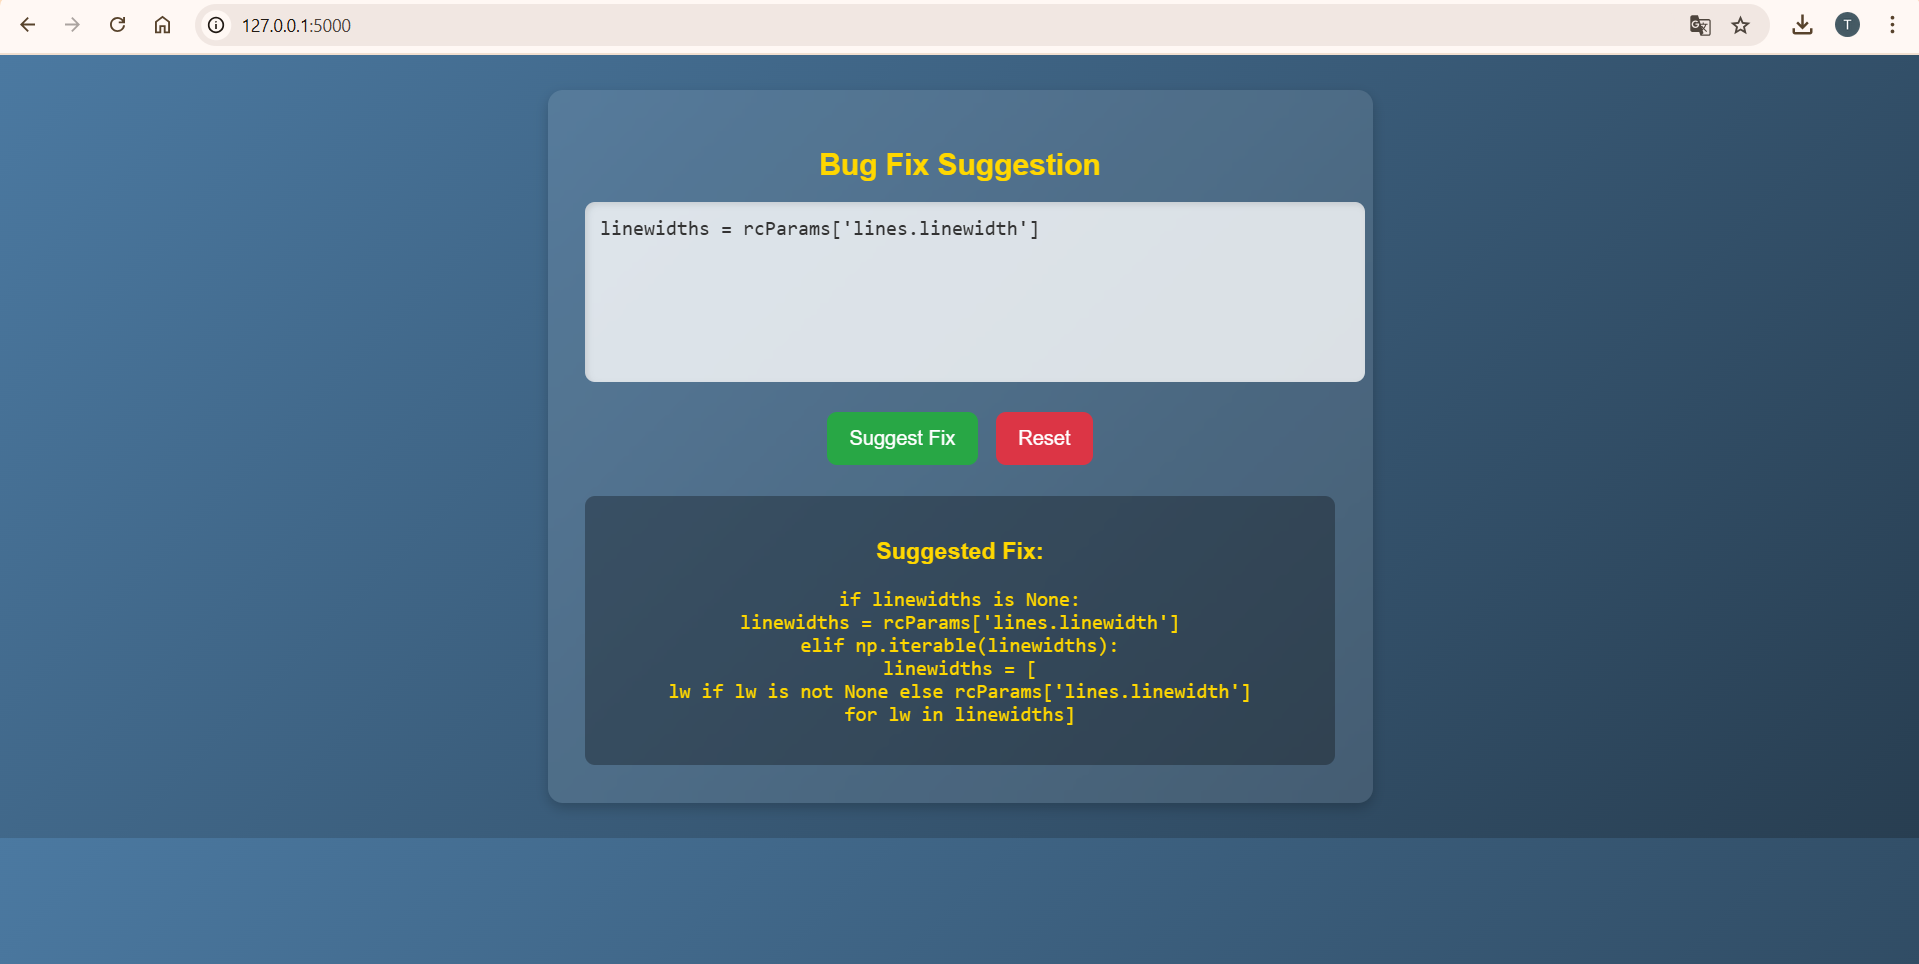 127.0.0.1:5000
T
Bug Fix Suggestion
linewidths = rcParams['lines.linewidth']
Suggest Fix
Reset
Suggested Fix:
if linewidths is None:
linewidths = rcParams['lines.linewidth']
elif np.iterable(linewidths):
linewidths = [
lw if lw is not None else rcParams['lines.linewidth']
for lw in linewidths]